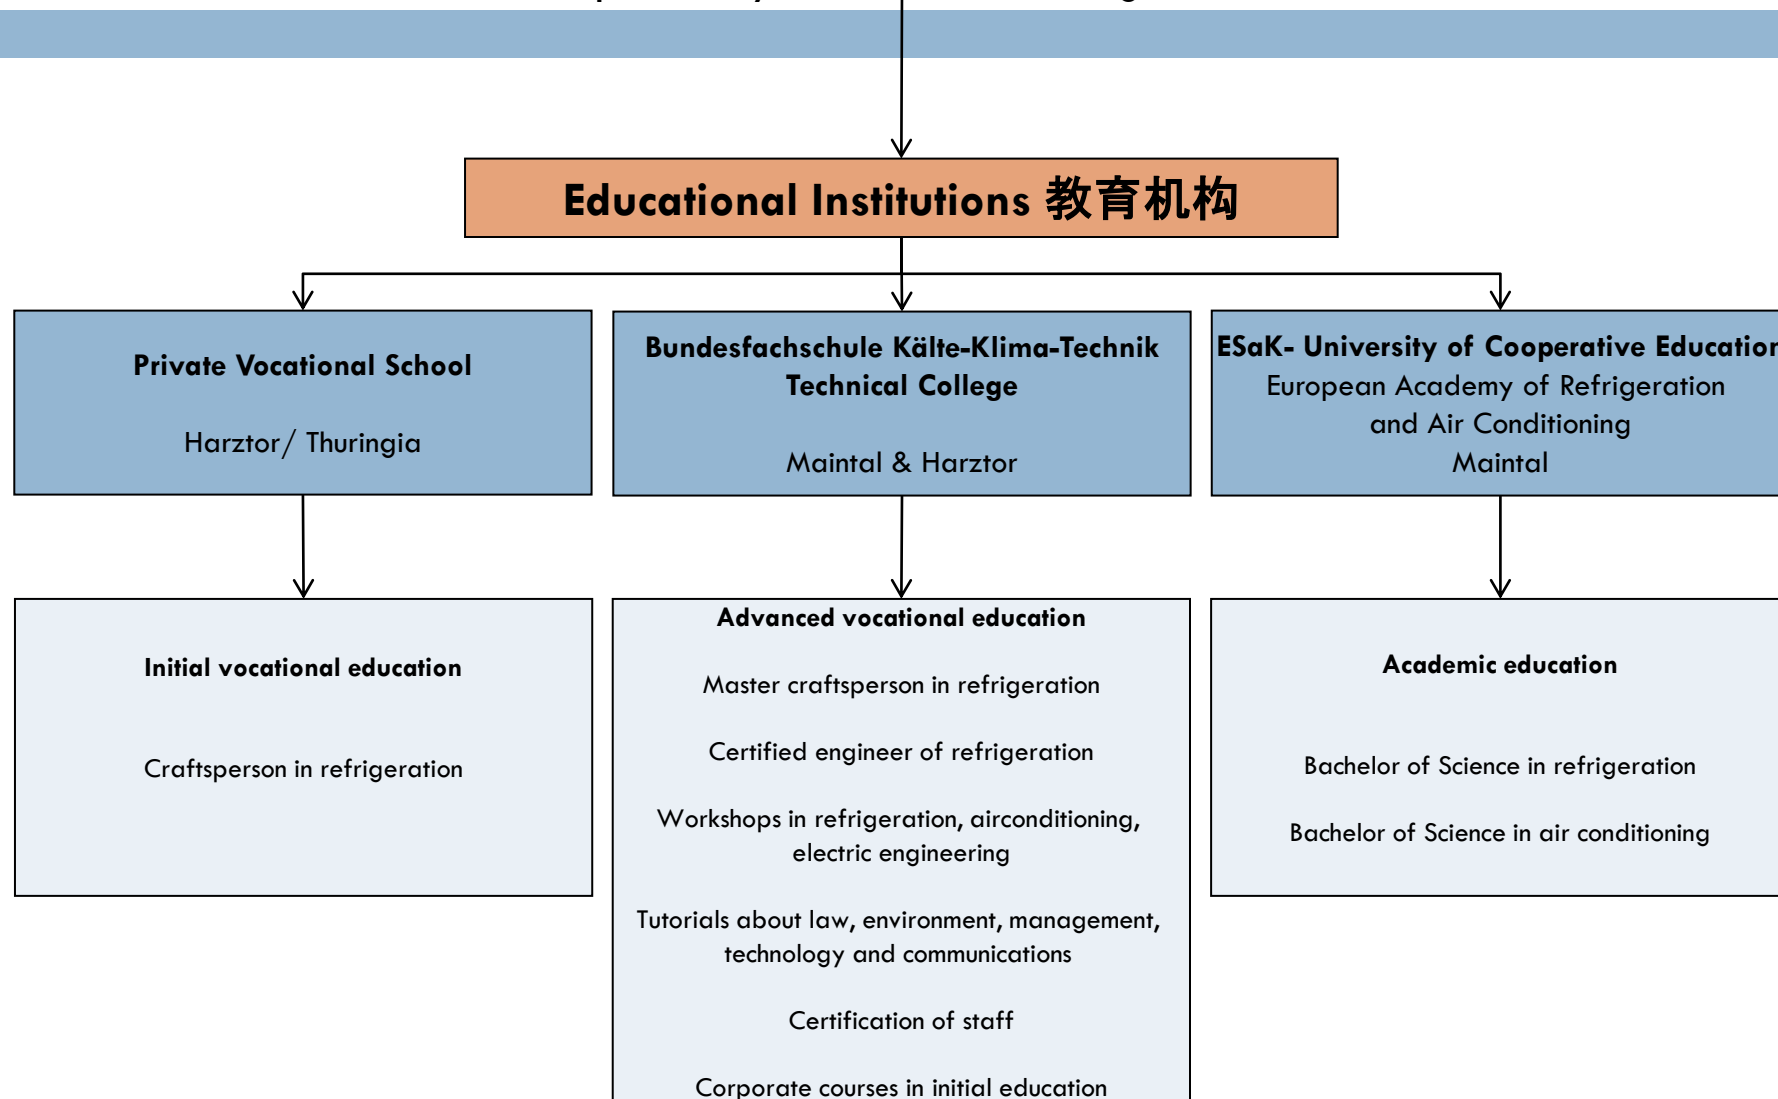 Educational Institutions 教育机构
Private Vocational School
Harztor/ Thuringia
Bundesfachschule Kälte-Klima-Technik
Technical College
Maintal & Harztor
ESaK- University of Cooperative Education
European Academy of Refrigeration
and Air Conditioning
Maintal
Initial vocational education
Craftsperson in refrigeration
Advanced vocational education
Master craftsperson in refrigeration
Certified engineer of refrigeration
Workshops in refrigeration, airconditioning,
electric engineering
Tutorials about law, environment, management,
technology and communications
Certification of staff
Corporate courses in initial education
Academic education
Bachelor of Science in refrigeration
Bachelor of Science in air conditioning